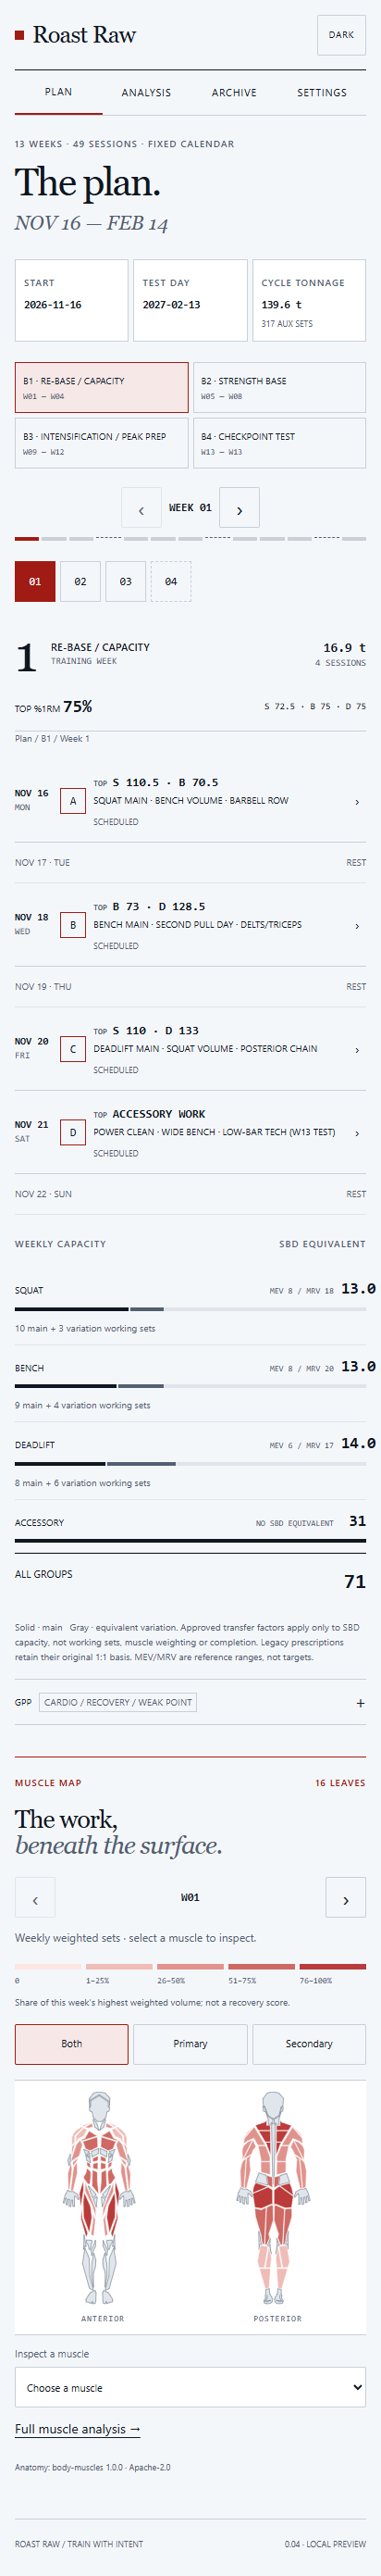 Roast Raw
DARK
PLAN ANALYSIS ARCHIVE SETTINGS
13 WEEKS · 49 SESSIONS · FIXED CALENDAR
The plan.
NOV 16 — FEB 14
START
2026-11-16
TEST DAY
2027-02-13
CYCLE TONNAGE
139.6 t
317 AUX SETS
B1 · RE-BASE / CAPACITY
W01 — W04
B2 · STRENGTH BASE
W05 — W08
B3 · INTENSIFICATION / PEAK PREP
W09 — W12
B4 · CHECKPOINT TEST
W13 — W13
‹ WEEK 01 ›
01 02 03 04
1
RE-BASE / CAPACITY
TRAINING WEEK
16.9 t
4 SESSIONS
TOP %1RM 75%
S 72.5 · B 75 · D 75
Plan / B1 / Week 1
NOV 16
MON
A
TOP S 110.5 · B 70.5
SQUAT MAIN · BENCH VOLUME · BARBELL ROW
SCHEDULED
›
NOV 17 · TUE REST
NOV 18
WED
B
TOP B 73 · D 128.5
BENCH MAIN · SECOND PULL DAY · DELTS/TRICEPS
SCHEDULED
›
NOV 19 · THU REST
NOV 20
FRI
C
TOP S 110 · D 133
DEADLIFT MAIN · SQUAT VOLUME · POSTERIOR CHAIN
SCHEDULED
›
NOV 21
SAT
D
TOP ACCESSORY WORK
POWER CLEAN · WIDE BENCH · LOW-BAR TECH (W13 TEST)
SCHEDULED
›
NOV 22 · SUN REST
WEEKLY CAPACITY SBD EQUIVALENT
SQUAT MEV 8 / MRV 18 13.0
10 main + 3 variation working sets
BENCH MEV 8 / MRV 20 13.0
9 main + 4 variation working sets
DEADLIFT MEV 6 / MRV 17 14.0
8 main + 6 variation working sets
ACCESSORY NO SBD EQUIVALENT 31
ALL GROUPS 71
Solid · main Gray · equivalent variation. Approved transfer factors apply only to SBD
capacity, not working sets, muscle weighting or completion. Legacy prescriptions
retain their original 1:1 basis. MEV/MRV are reference ranges, not targets.
GPP CARDIO / RECOVERY / WEAK POINT +
MUSCLE MAP 16 LEAVES
The work,
beneath the surface.
‹ W01 ›
Weekly weighted sets · select a muscle to inspect.
0 1–25% 26–50% 51–75% 76–100%
Share of this week's highest weighted volume; not a recovery score.
Both Primary Secondary
ANTERIOR POSTERIOR
Inspect a muscle
Choose a muscle
Full muscle analysis →
Anatomy: body-muscles 1.0.0 · Apache-2.0
ROAST RAW / TRAIN WITH INTENT 0.04 · LOCAL PREVIEW